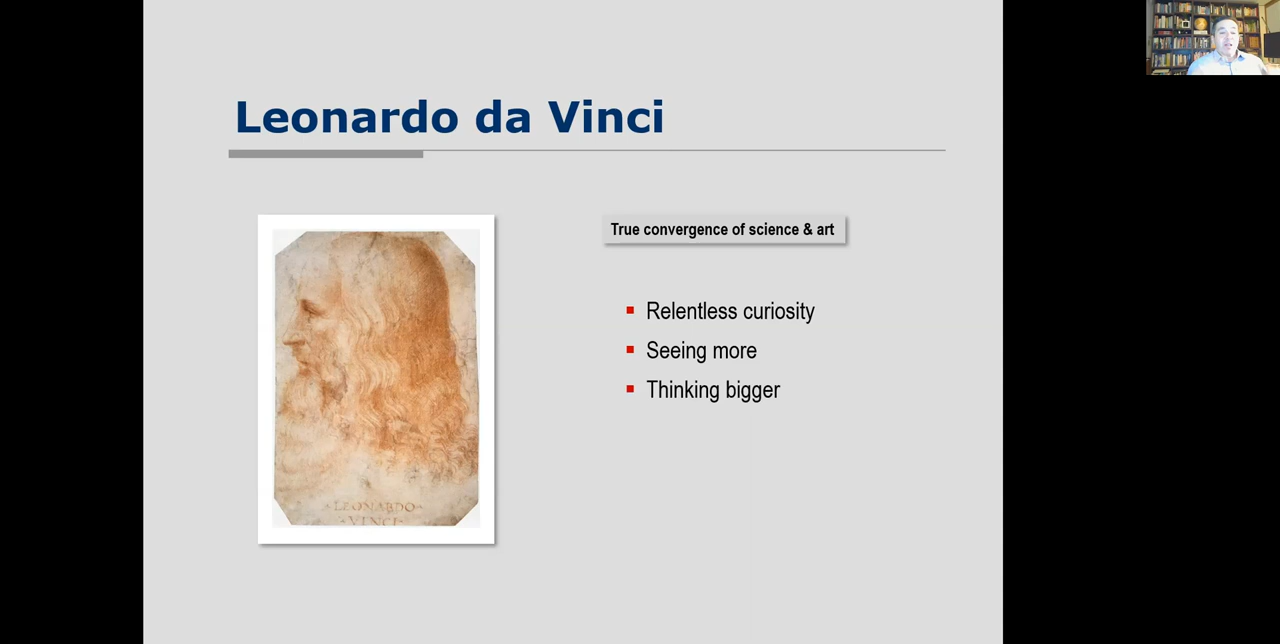 Leonardo da Vinci
True convergence of science & art
Relentless curiosity
Seeing more
Thinking bigger
LEONARDO
VINCI